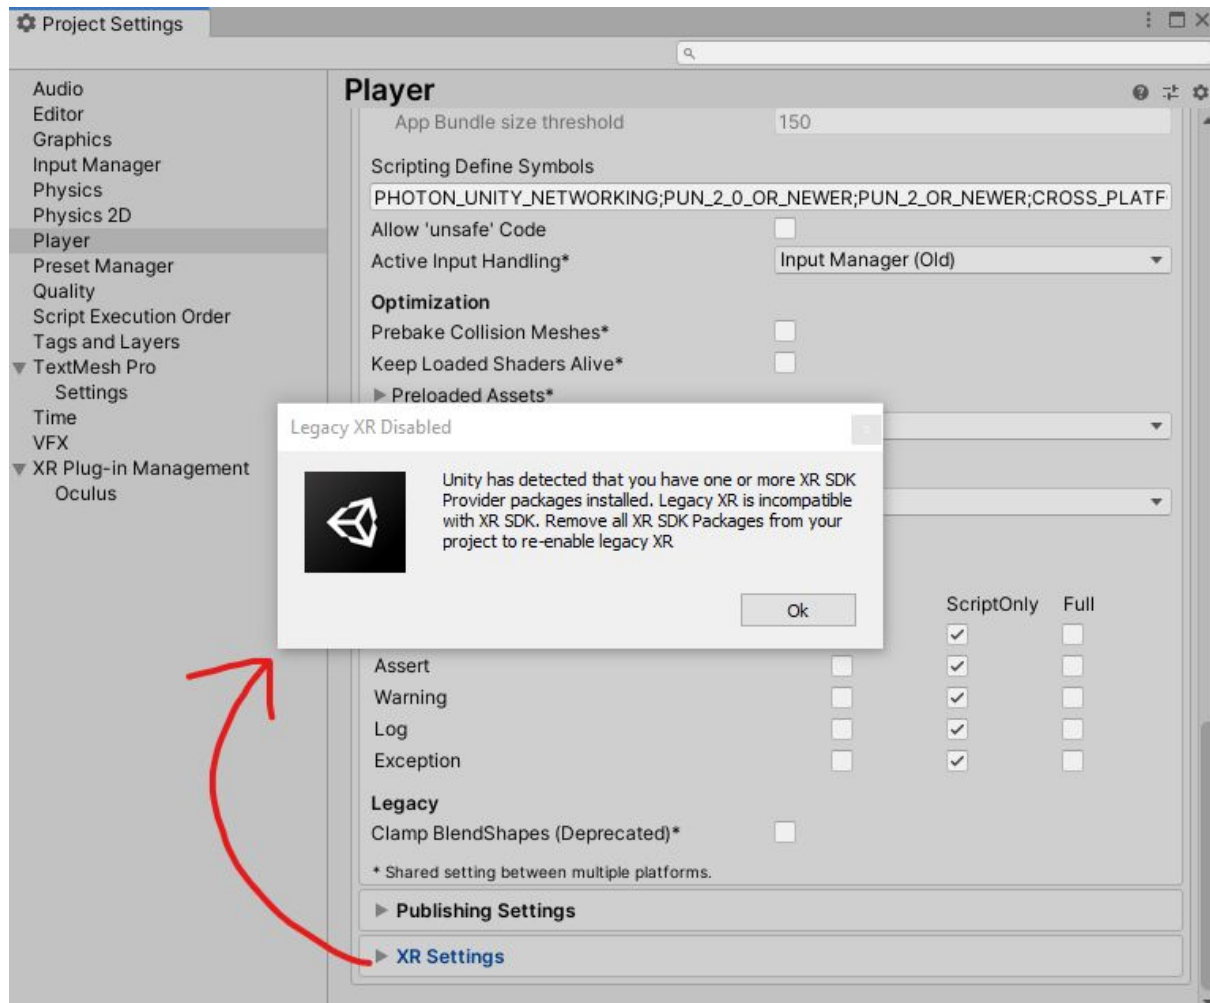 Project Settings
Audio
Editor
Graphics
Input Manager
Physics
Physics 2D
Player
Preset Manager
Quality
Script Execution Order
Tags and Layers
TextMesh Pro
Settings
Time
VFX
XR Plug-in Management
Oculus
Player
App Bundle size threshold 150
Scripting Define Symbols
PHOTON_UNITY_NETWORKING;PUN_2_0_OR_NEWER;PUN_2_OR_NEWER;CROSS_PLATF
Allow 'unsafe' Code
Active Input Handling* Input Manager (Old)
Optimization
Prebake Collision Meshes*
Keep Loaded Shaders Alive*
Preloaded Assets*
Legacy XR Disabled
Unity has detected that you have one or more XR SDK
Provider packages installed. Legacy XR is incompatible
with XR SDK. Remove all XR SDK Packages from your
project to re-enable legacy XR
Ok
ScriptOnly Full
Assert
Warning
Log
Exception
Legacy
Clamp BlendShapes (Deprecated)*
* Shared setting between multiple platforms.
Publishing Settings
XR Settings